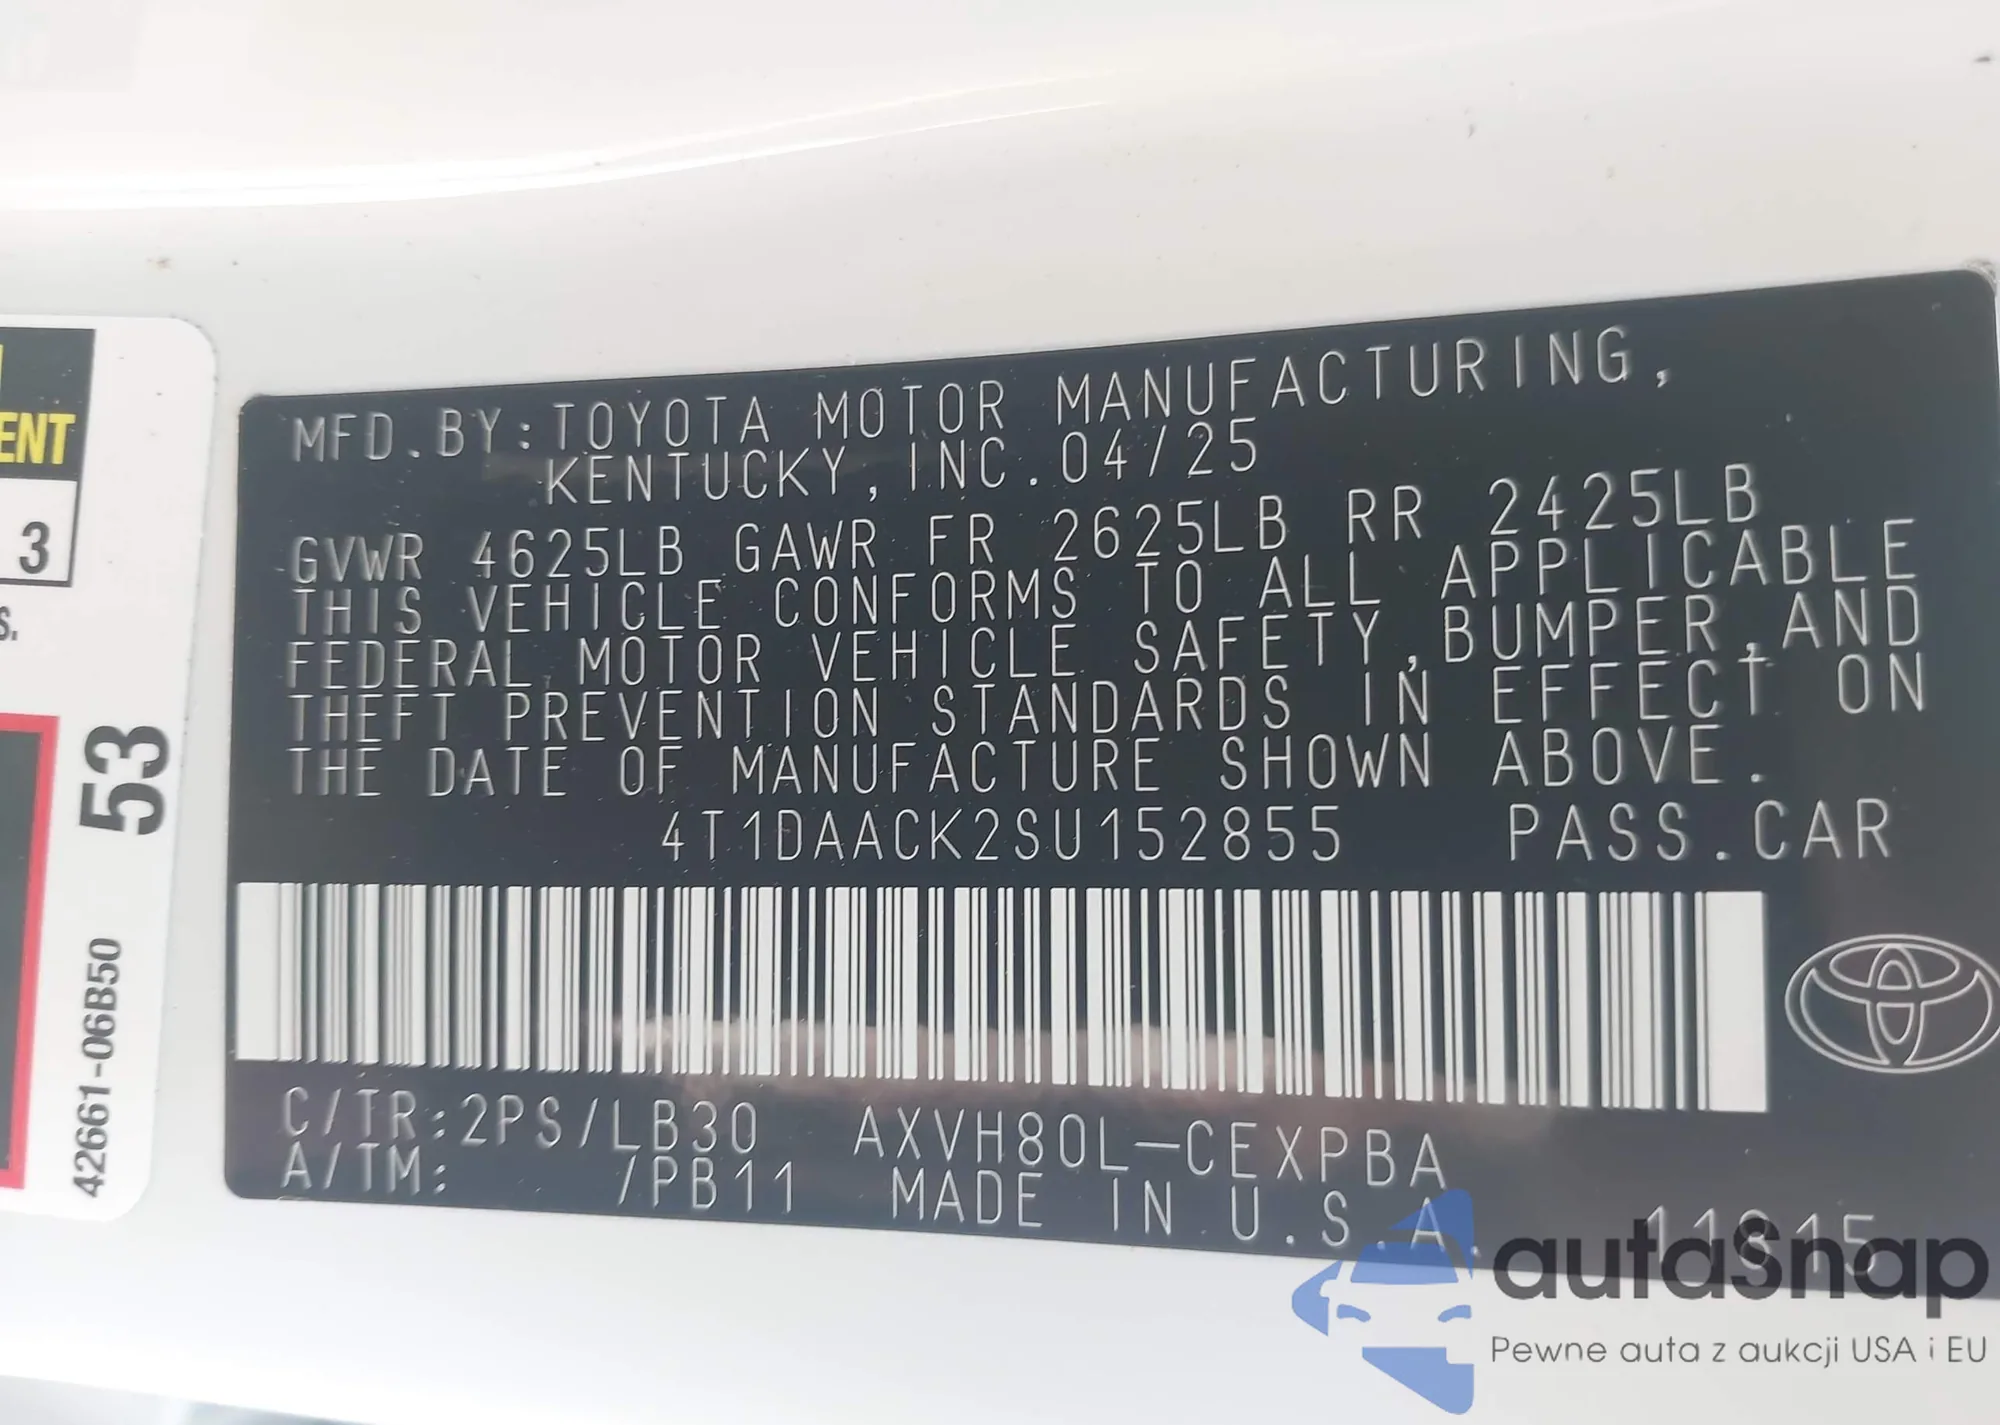 ENT
3
S.
53
42661-06B50
MFD.BY:TOYOTA MOTOR MANUFACTURING,
KENTUCKY, INC. 04/25
GVWR 4625LB GAWR FR 2625LB RR 2425LB
THIS VEHICLE CONFORMS TO ALL APPLICABLE
FEDERAL MOTOR VEHICLE SAFETY,BUMPER,AND
THEFT PREVENTION STANDARDS IN EFFECT ON
THE DATE OF MANUFACTURE SHOWN ABOVE.
4T1DAACK2SU152855 PASS.CAR
C/TR:2PS/LB30 AXVH80L-CEXPBA
A/TM: /PB11 MADE IN U.S.A.
autaSnap
Pewne auta z aukcji USA i EU